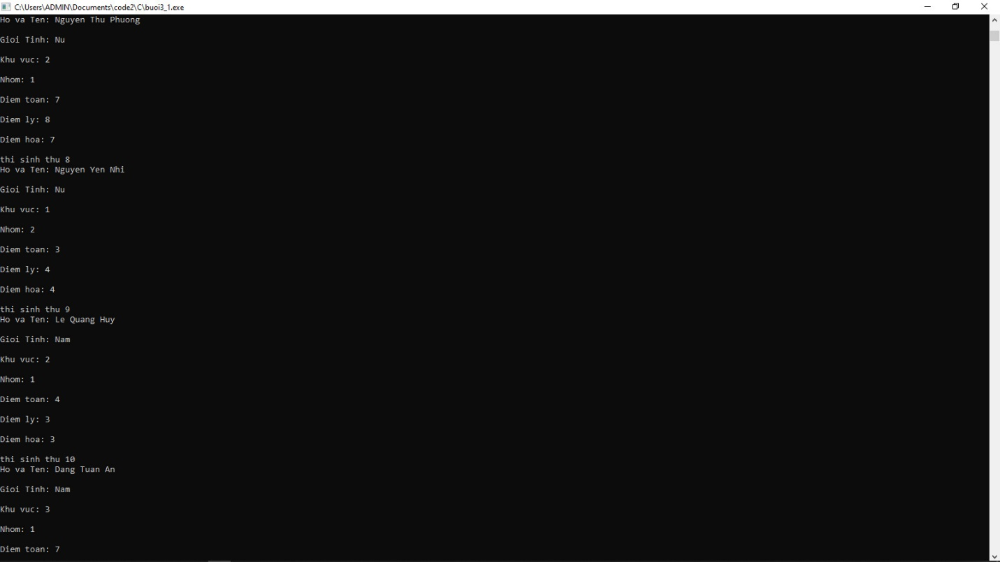 C:\Users\ADMIN\Documents\code2\C\buoi3_1.exe
Ho va Ten: Nguyen Thu Phuong
Gioi Tinh: Nu
Khu vuc: 2
Nhom: 1
Diem toan: 7
Diem ly: 8
Diem hoa: 7
thi sinh thu 8
Ho va Ten: Nguyen Yen Nhi
Gioi Tinh: Nu
Khu vuc: 1
Nhom: 2
Diem toan: 3
Diem ly: 4
Diem hoa: 4
thi sinh thu 9
Ho va Ten: Le Quang Huy
Gioi Tinh: Nam
Khu vuc: 2
Nhom: 1
Diem toan: 4
Diem ly: 3
Diem hoa: 3
thi sinh thu 10
Ho va Ten: Dang Tuan An
Gioi Tinh: Nam
Khu vuc: 3
Nhom: 1
Diem toan: 7